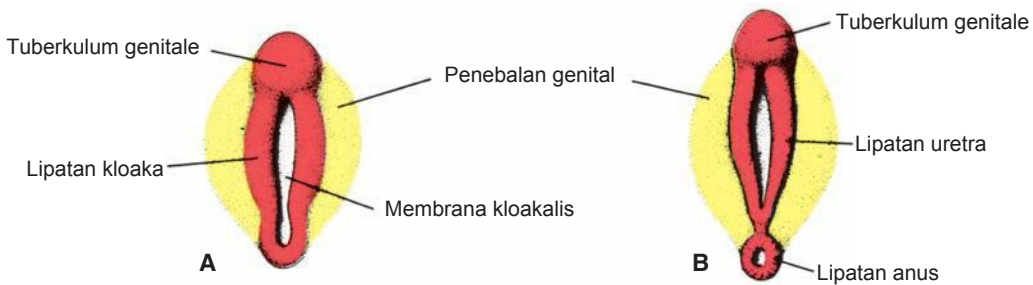 Tuberkulum genitale
Tuberkulum genitale
Penebalan genital
Lipatan uretra
Lipatan kloaka
Membrana kloakalis
A
B
Lipatan anus